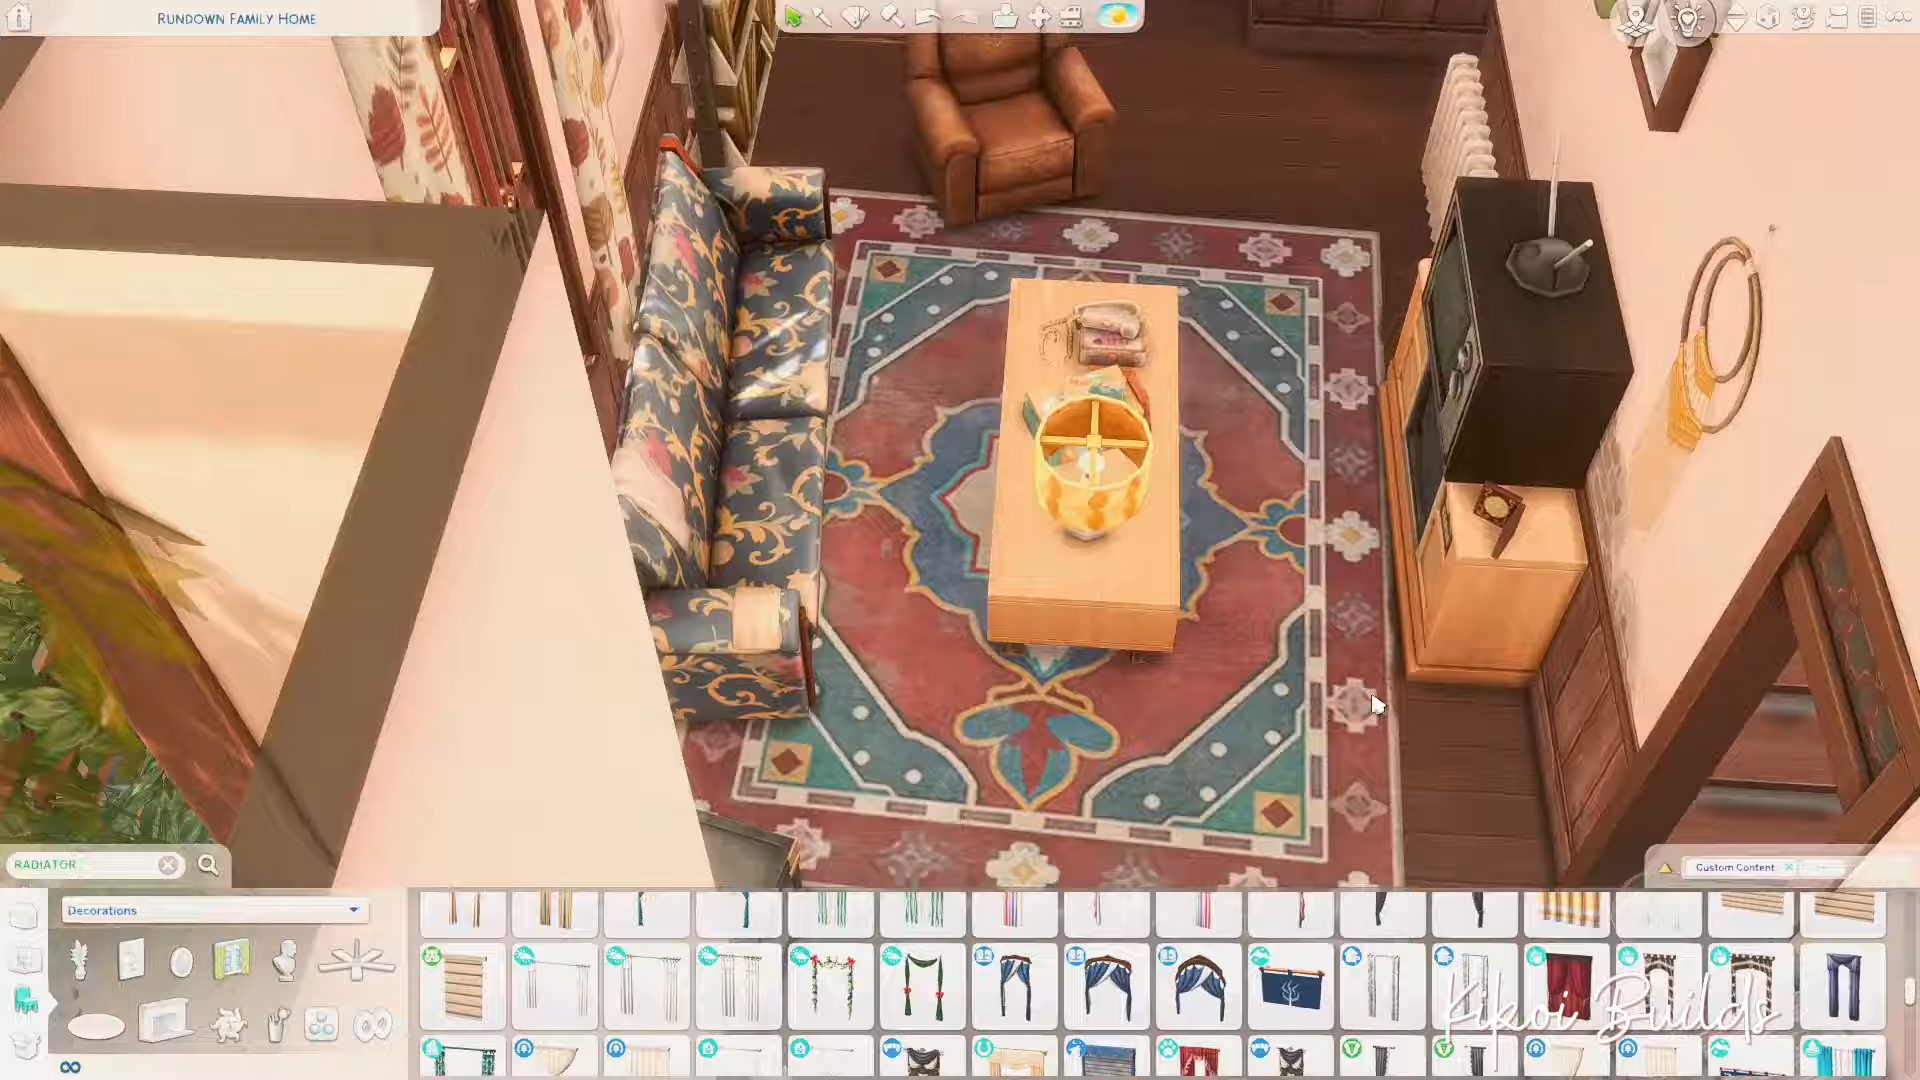 RUNDOWN FAMILY HOME
RADIATOR
Custom Content
Decorations
Kikoi Builds